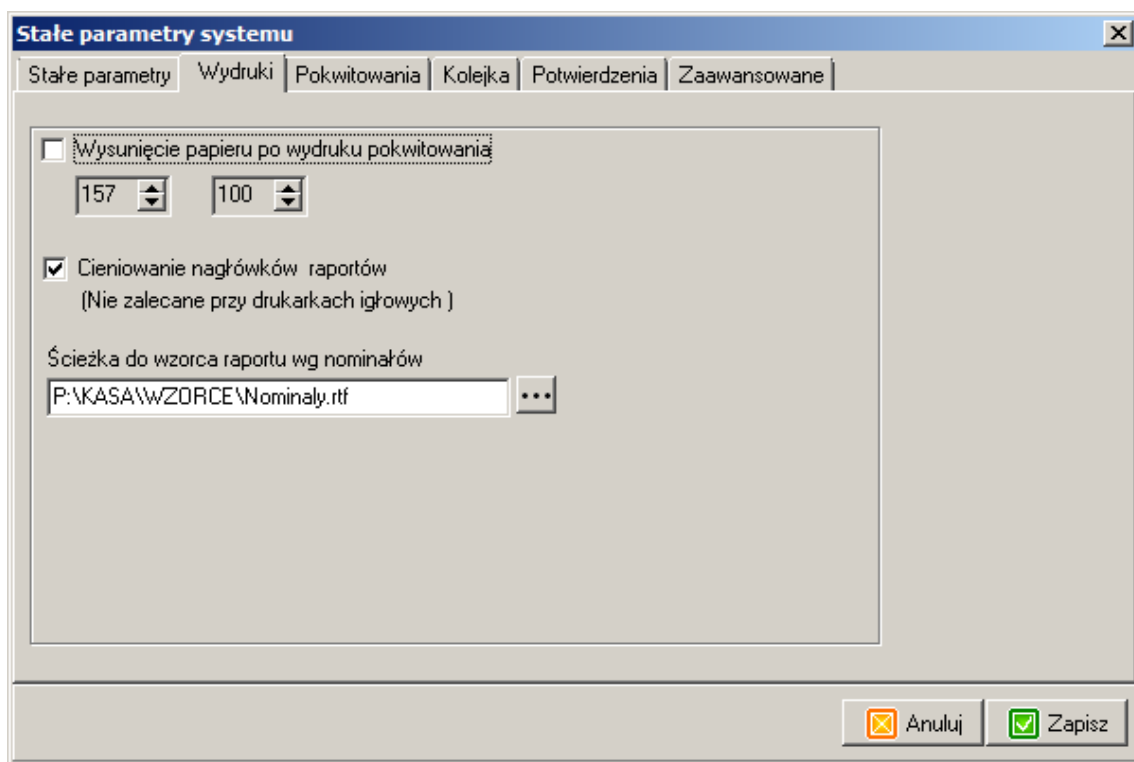 Stałe parametry systemu
Stałe parametry Wydruki Pokwitowania Kolejka Potwierdzenia Zaawansowane
Wysunięcie papieru po wydruku pokwitowania
157 100
Cieniowanie nagłówków raportów
(Nie zalecane przy drukarkach igłowych )
Ścieżka do wzorca raportu wg nominałów
P:\KASA\WZORCE\Nominaly.rtf ...
Anuluj Zapisz